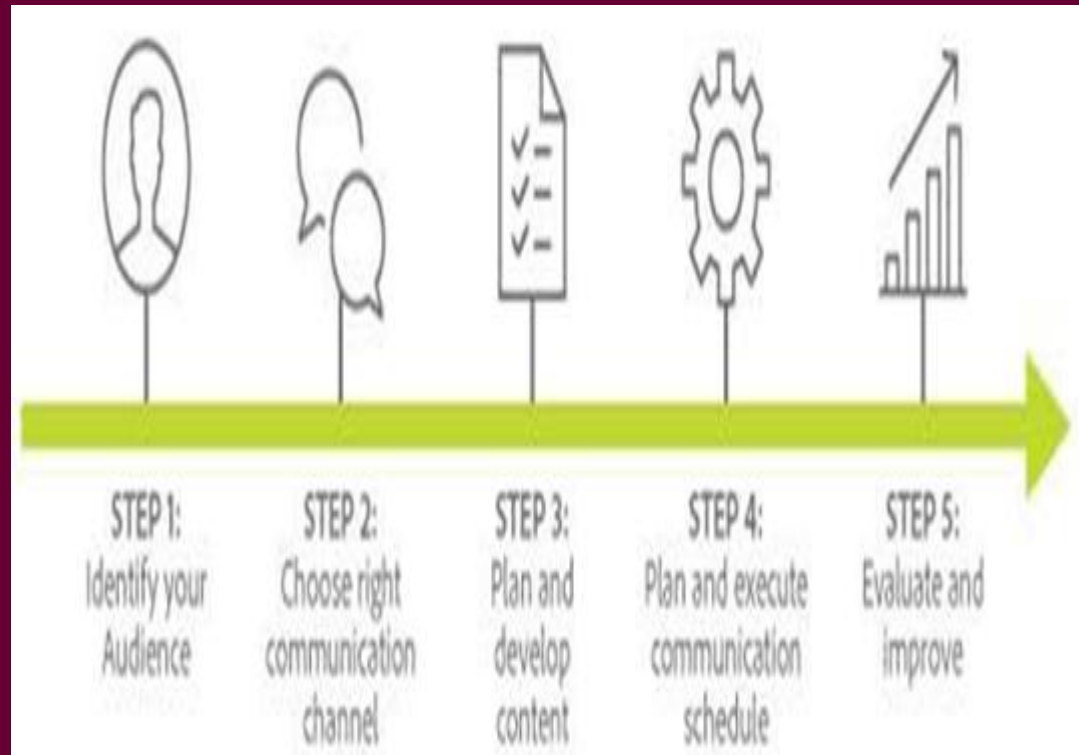 STEP 1:
Identify your
Audience
STEP 2:
Choose right
communication
channel
STEP 3:
Plan and
develop
content
STEP 4:
Plan and execute
communication
schedule
STEP 5:
Evaluate and
improve